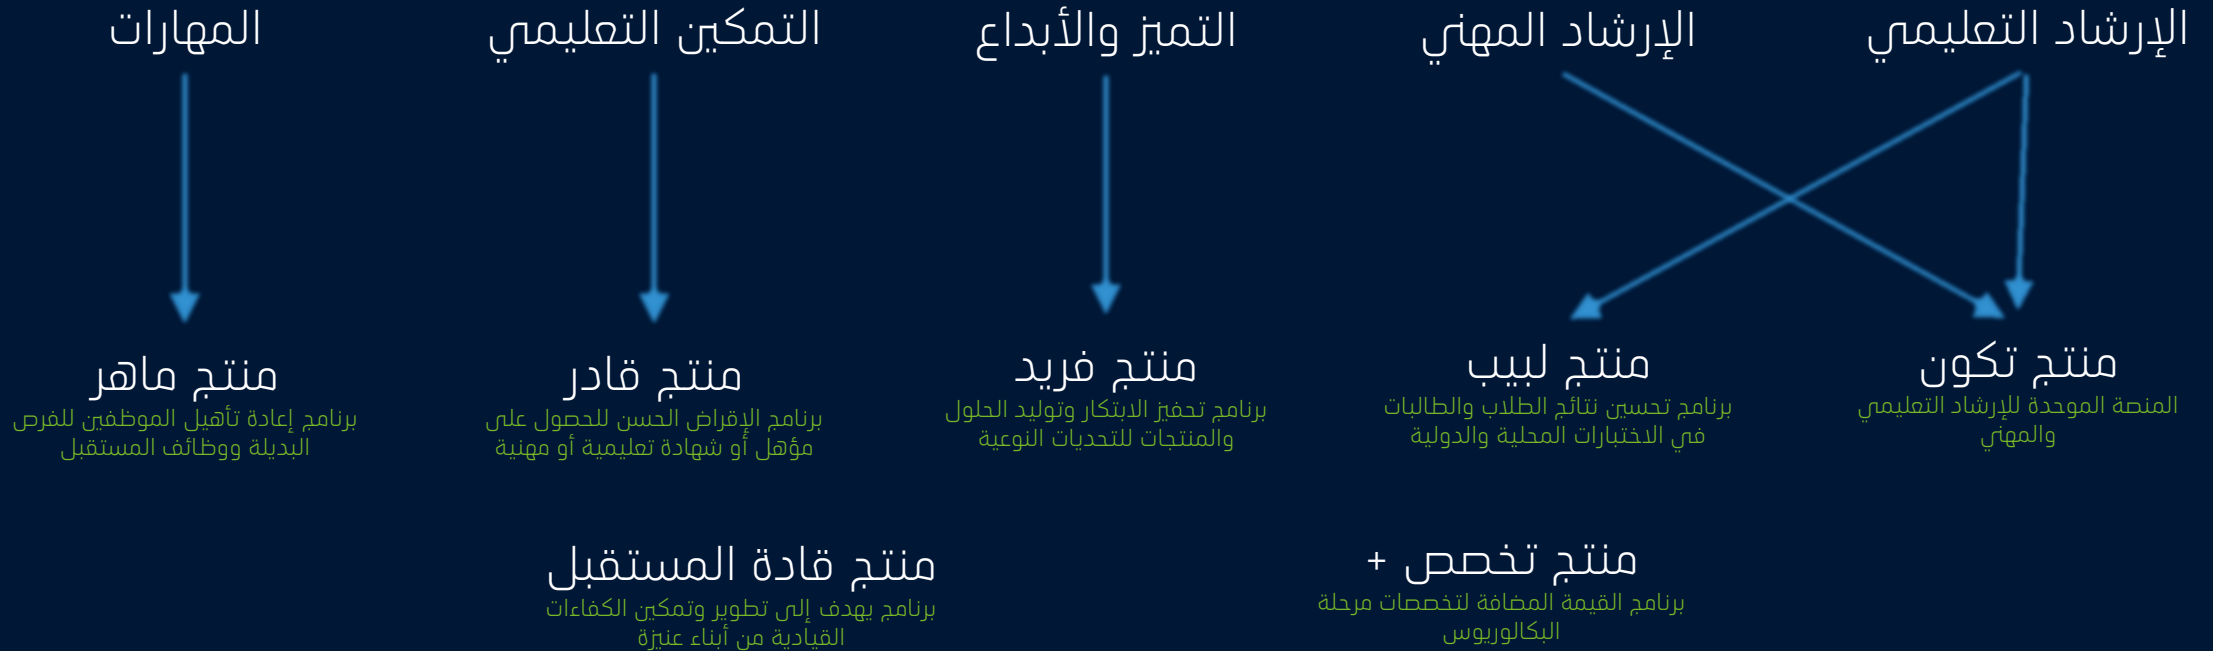 الإرشاد التعليمي
الإرشاد المهني
التميز والأبداع
التمكين التعليمي
المهارات
منتج تكون
المنصة الموحدة للإرشاد التعليمي
والمهني
منتج لبيب
برنامج تحسين نتائج الطلاب والطالبات
في الاختبارات المحلية والدولية
منتج فريد
برنامج تحفيز الابتكار وتوليد الحلول
والمنتجات للتحديات النوعية
منتج قادر
برنامج الإقراض الحسن للحصول على
مؤهل أو شهادة تعليمية أو مهنية
منتج ماهر
برنامج إعادة تأهيل الموظفين للفرص
البديلة ووظائف المستقبل
منتج تخصص +
برنامج القيمة المضافة لتخصصات مرحلة
البكالوريوس
منتج قادة المستقبل
برنامج يهدف إلى تطوير وتمكين الكفاءات
القيادية من أبناء عنيزة